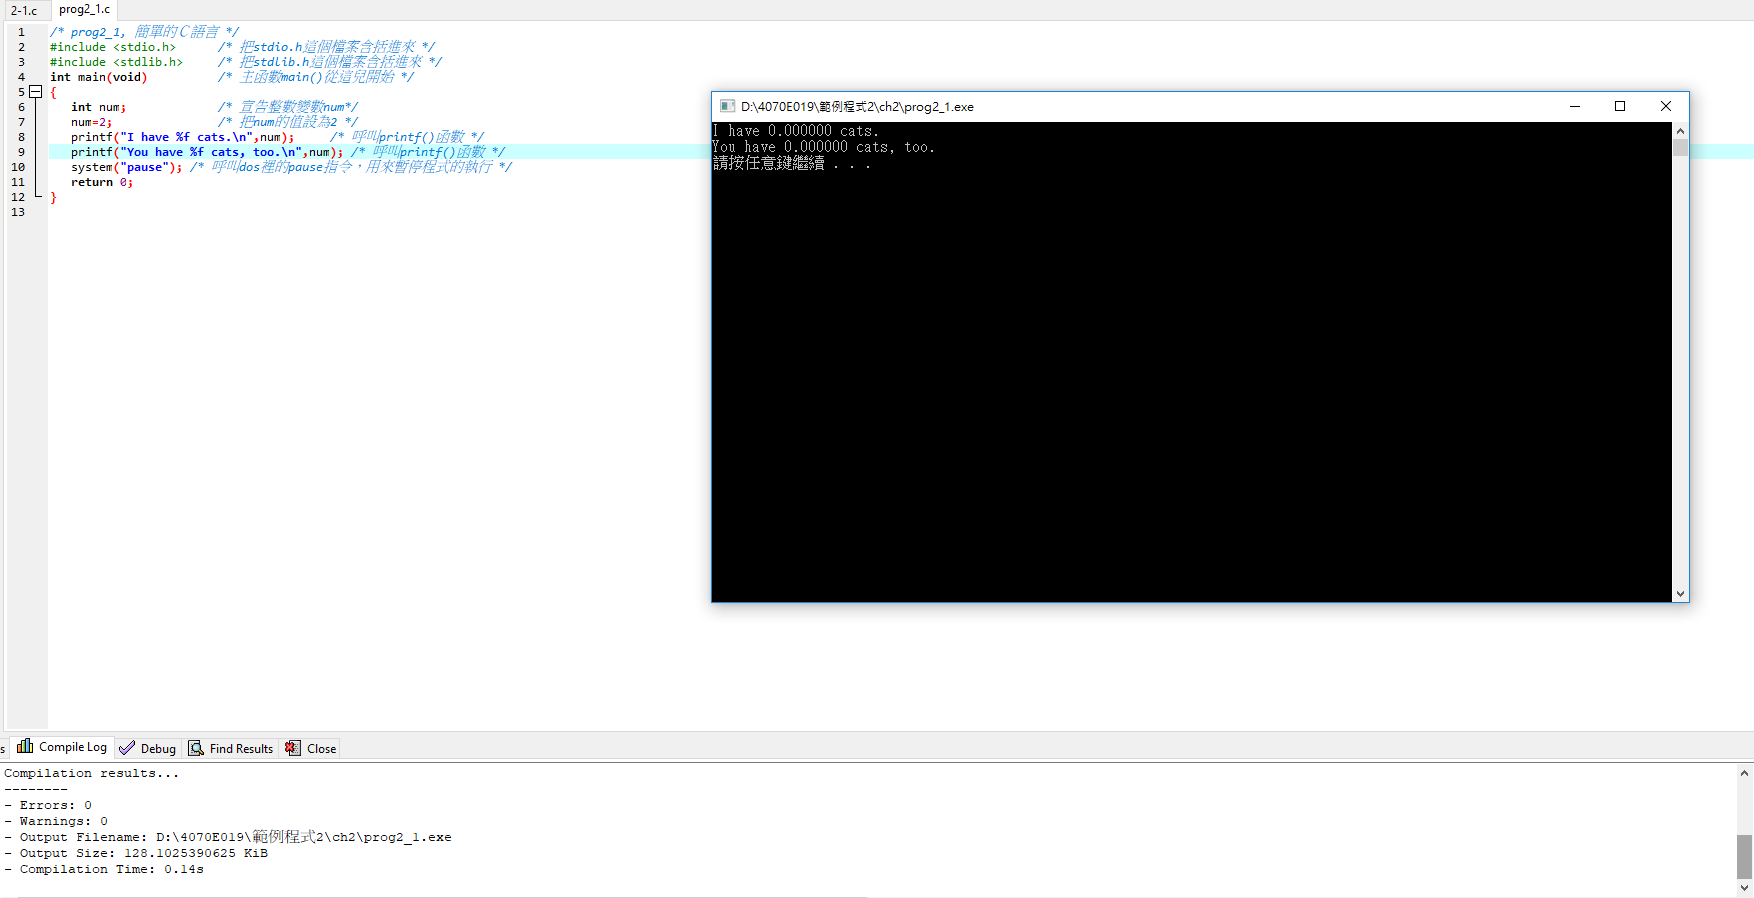 2-1.c prog2_1.c
1 /* prog2_1, 簡單的Ｃ語言 */
2 #include <stdio.h> /* 把stdio.h這個檔案含括進來 */
3 #include <stdlib.h> /* 把stdlib.h這個檔案含括進來 */
4 int main(void) /* 主函數main()從這兒開始 */
5 {
6 int num; /* 宣告整數變數num*/
7 num=2; /* 把num的值設為2 */
8 printf("I have %f cats.\n",num); /* 呼叫printf()函數 */
9 printf("You have %f cats, too.\n",num); /* 呼叫printf()函數 */
10 system("pause"); /* 呼叫dos裡的pause指令，用來暫停程式的執行 */
11 return 0;
12 }
13
D:\4070E019\範例程式2\ch2\prog2_1.exe
I have 0.000000 cats.
You have 0.000000 cats, too.
請按任意鍵繼續 . . .
s Compile Log Debug Find Results Close
Compilation results...
--------
- Errors: 0
- Warnings: 0
- Output Filename: D:\4070E019\範例程式2\ch2\prog2_1.exe
- Output Size: 128.1025390625 KiB
- Compilation Time: 0.14s